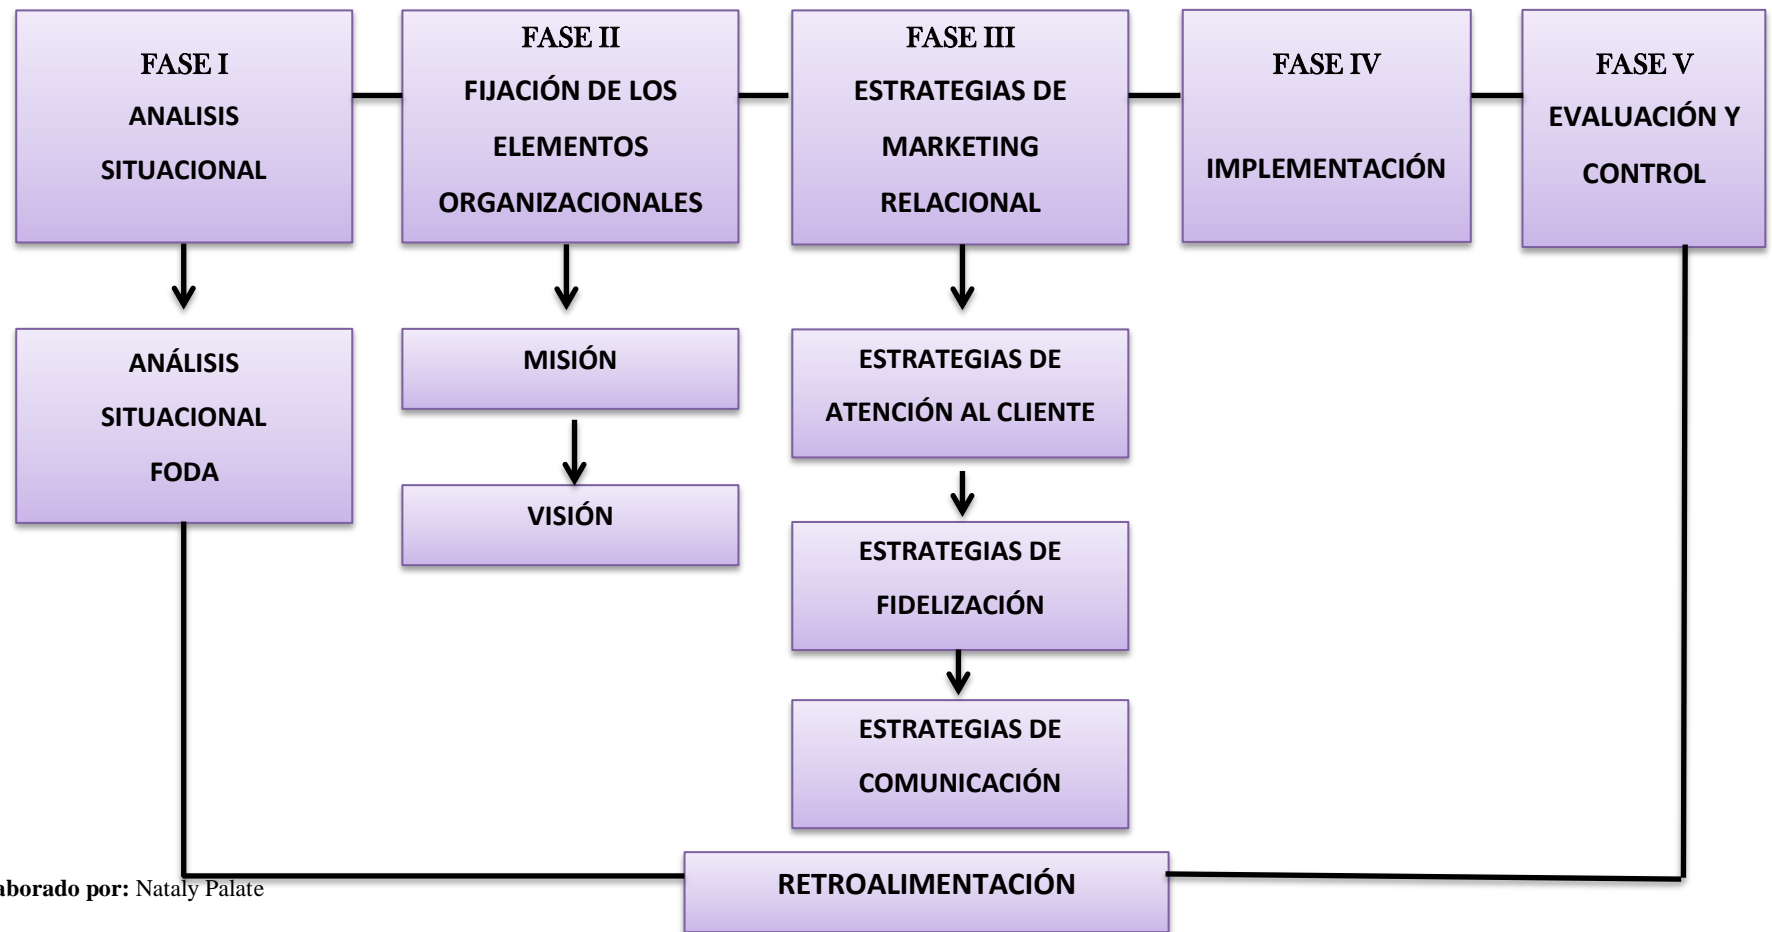 FASE I
ANALISIS
SITUACIONAL
FASE II
FIJACIÓN DE LOS
ELEMENTOS
ORGANIZACIONALES
FASE III
ESTRATEGIAS DE
MARKETING
RELACIONAL
FASE IV
IMPLEMENTACIÓN
FASE V
EVALUACIÓN Y
CONTROL
ANÁLISIS
SITUACIONAL
FODA
MISIÓN
VISIÓN
ESTRATEGIAS DE
ATENCIÓN AL CLIENTE
ESTRATEGIAS DE
FIDELIZACIÓN
ESTRATEGIAS DE
COMUNICACIÓN
RETROALIMENTACIÓN
aborado por: Nataly Palate